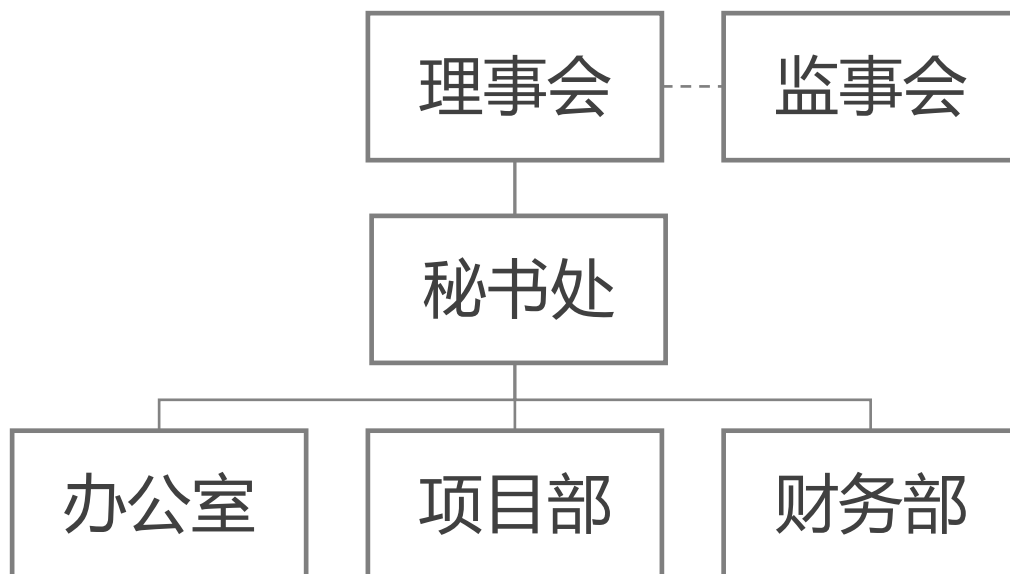 理事会
监事会
秘书处
办公室
项目部
财务部